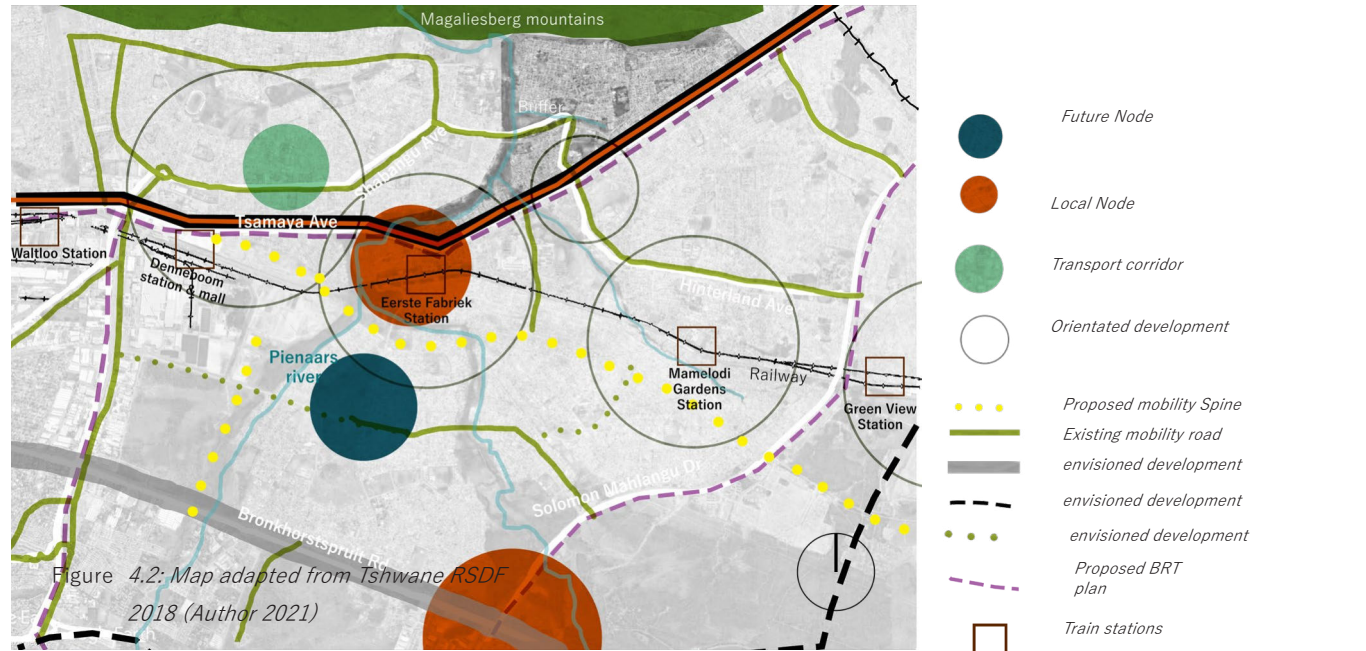 Magaliesberg mountains
Buffer
Tsamaya Ave
Waltloo Station
Denneboom
station & mall
Eerste Fabriek
Station
Hinterland Ave
Pienaars
river
Mamelodi
Gardens
Station
Railway
Green View
Station
Solomon Mahlangu Dr
Bronkhorstspruit Rd
Figure 4.2: Map adapted from Tshwane RSDF
2018 (Author 2021)
Future Node
Local Node
Transport corridor
Orientated development
Proposed mobility Spine
Existing mobility road
envisioned development
envisioned development
envisioned development
Proposed BRT
plan
Train stations